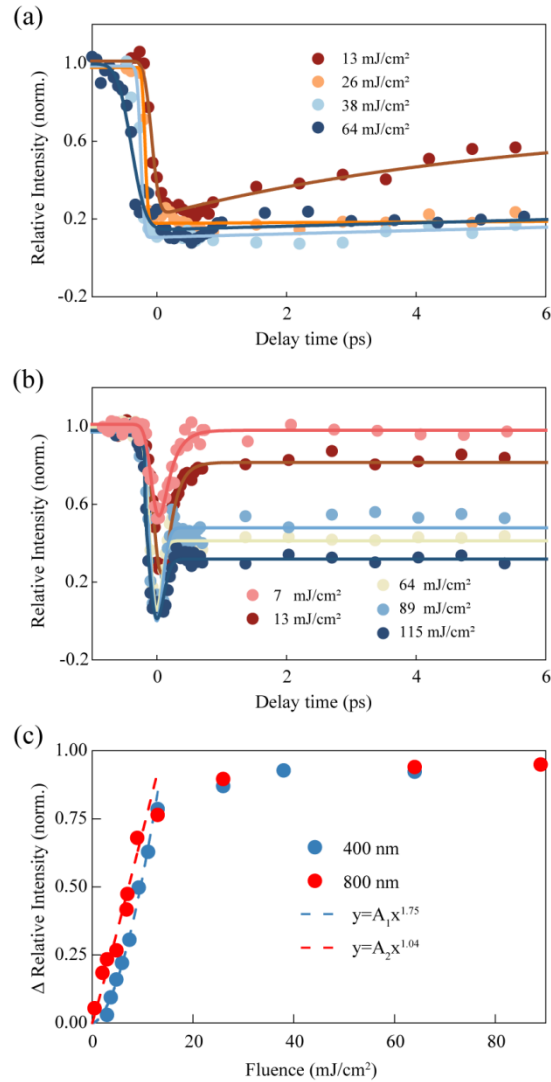 (a)
Relative Intensity (norm.)
1.0
0.6
0.2
-0.2
13 mJ/cm²
26 mJ/cm²
38 mJ/cm²
64 mJ/cm²
0 2 4 6
Delay time (ps)
(b)
Relative Intensity (norm.)
1.0
0.6
0.2
-0.2
7 mJ/cm²
13 mJ/cm²
64 mJ/cm²
89 mJ/cm²
115 mJ/cm²
0 2 4 6
Delay time (ps)
(c)
Δ Relative Intensity (norm.)
1.00
0.75
0.50
0.25
0.00
400 nm
800 nm
y=A₁x¹·⁷⁵
y=A₂x¹·⁰⁴
0 20 40 60 80
Fluence (mJ/cm²)